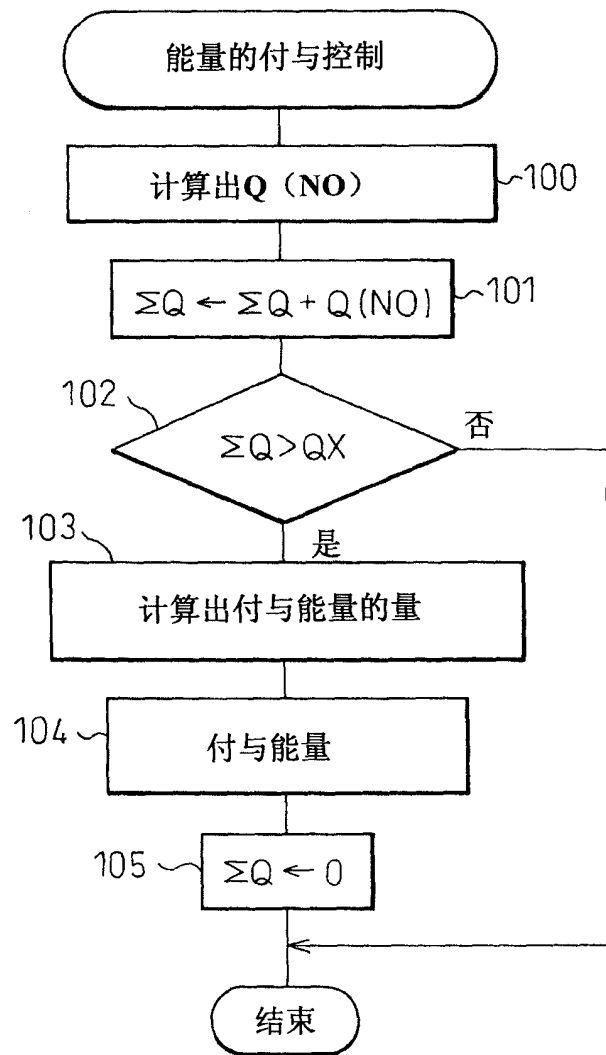 能量的付与控制
计算出Q（NO）
100
ΣQ ← ΣQ + Q(NO)
101
102
ΣQ>QX
否
是
103
计算出付与能量的量
104
付与能量
105
ΣQ ← 0
结束